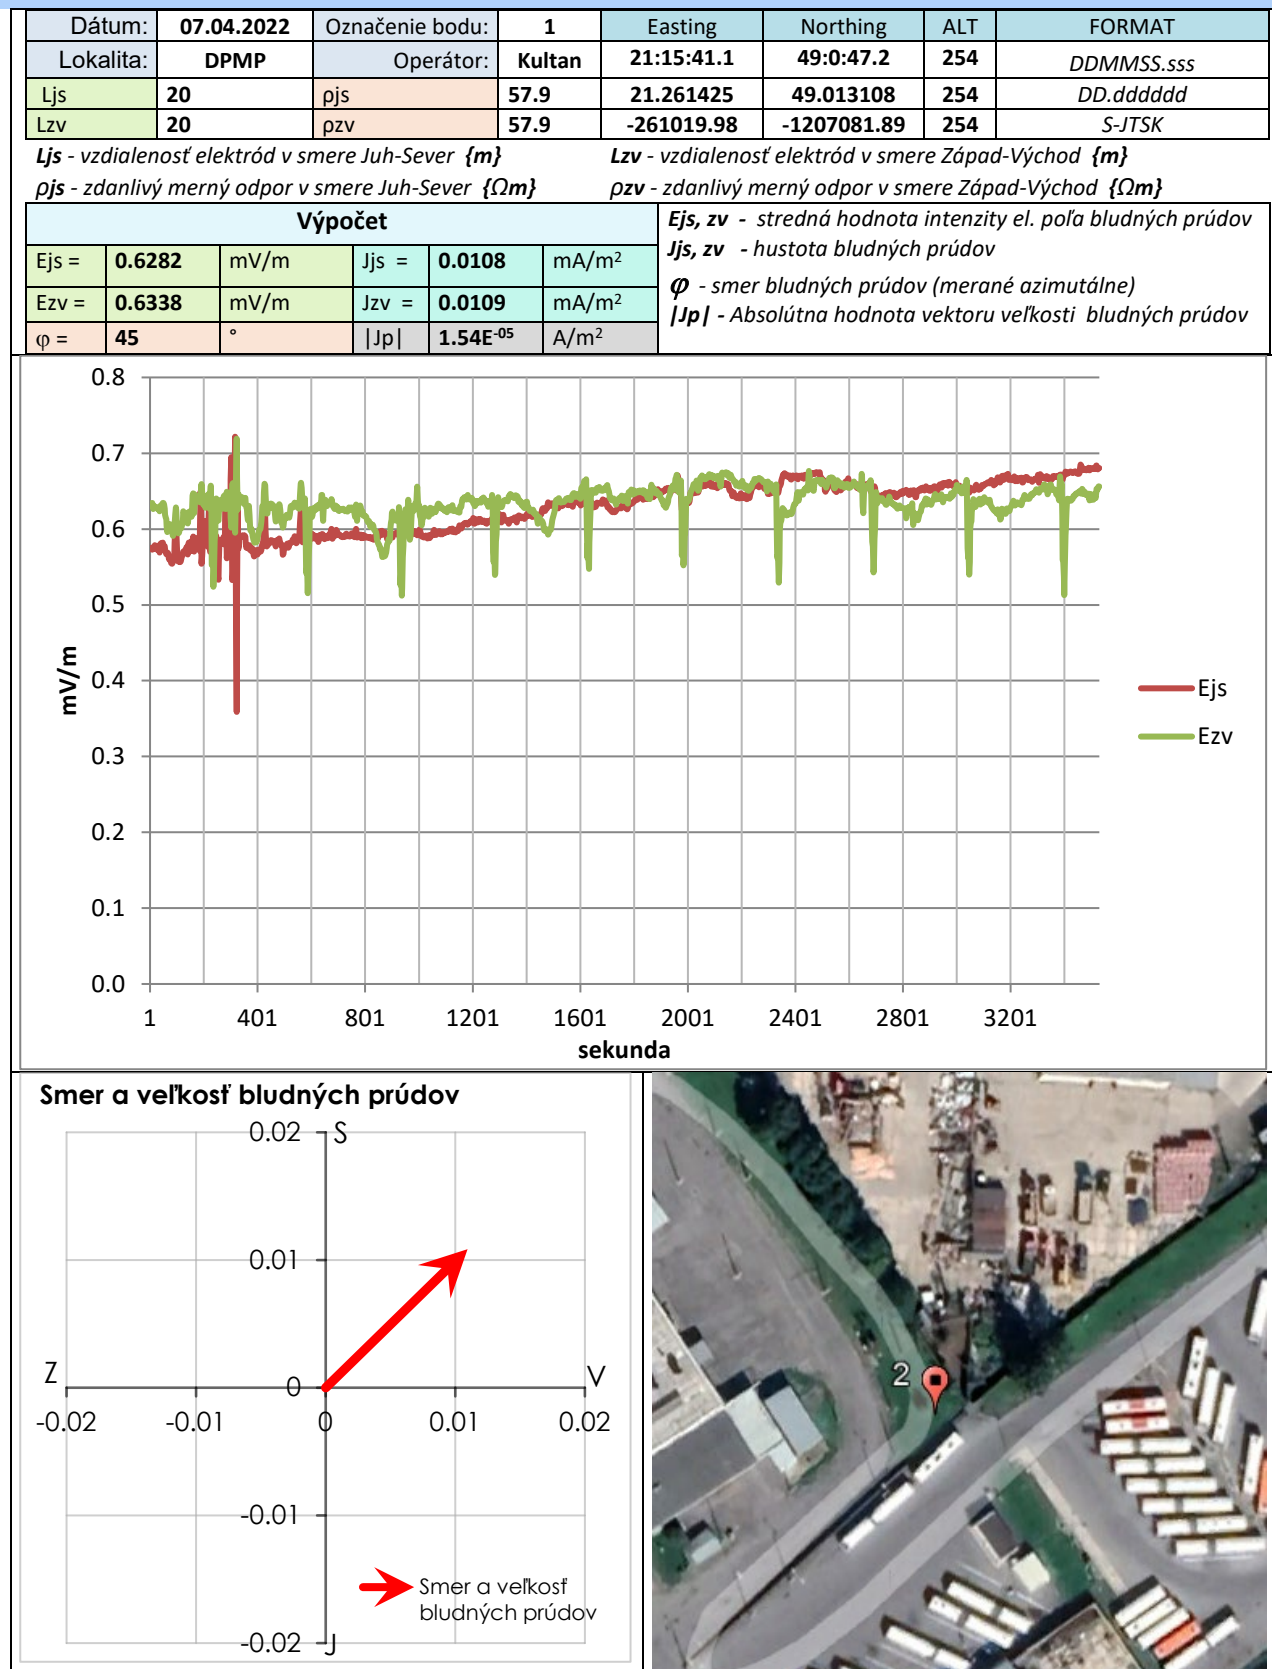 Dátum: 07.04.2022 Označenie bodu: 1 Easting Northing ALT FORMAT
Lokalita: DPMP Operátor: Kultan 21:15:41.1 49:0:47.2 254 DDMMSS.sss
Ljs 20 ρjs 57.9 21.261425 49.013108 254 DD.dddddd
Lzv 20 ρzv 57.9 -261019.98 -1207081.89 254 S-JTSK
Ljs - vzdialenosť elektród v smere Juh-Sever {m} Lzv - vzdialenosť elektród v smere Západ-Východ {m}
ρjs - zdanlivý merný odpor v smere Juh-Sever {Ωm} ρzv - zdanlivý merný odpor v smere Západ-Východ {Ωm}
Výpočet
Ejs = 0.6282 mV/m Jjs = 0.0108 mA/m²
Ezv = 0.6338 mV/m Jzv = 0.0109 mA/m²
φ = 45 ° |Jp| 1.54E⁻⁰⁵ A/m²
Ejs, zv - stredná hodnota intenzity el. poľa bludných prúdov
Jjs, zv - hustota bludných prúdov
φ - smer bludných prúdov (merané azimutálne)
|Jp| - Absolútna hodnota vektoru veľkosti bludných prúdov
0.8
0.7
0.6
0.5
0.4
0.3
0.2
0.1
0.0
mV/m
1 401 801 1201 1601 2001 2401 2801 3201
sekunda
Ejs
Ezv
Smer a veľkosť bludných prúdov
0.02 S
0.01
Z 0 V
-0.02 -0.01 0 0.01 0.02
-0.01
-0.02 J
Smer a veľkosť
bludných prúdov
2